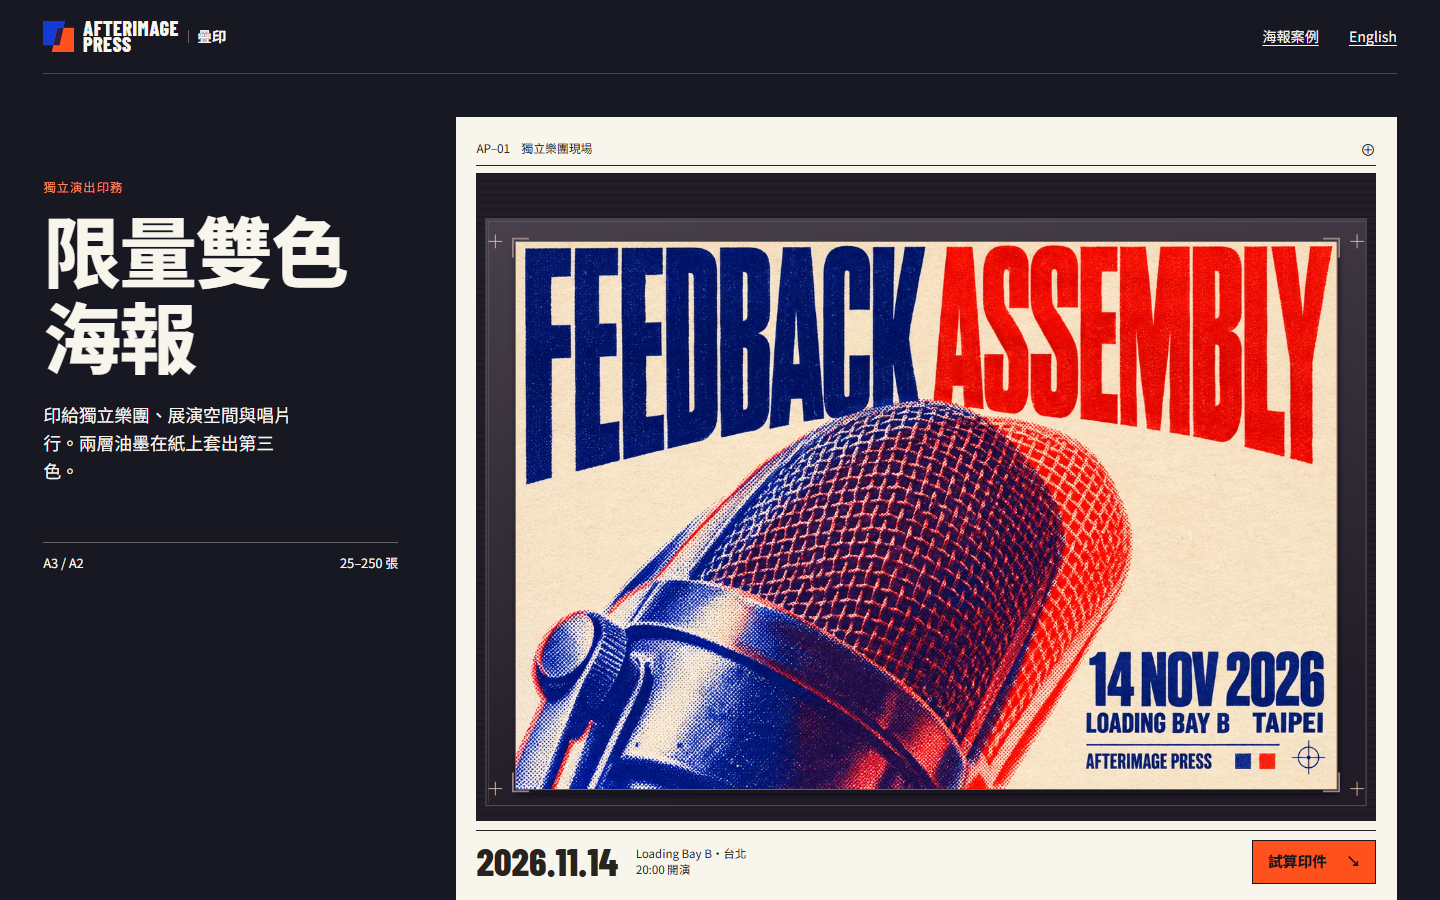 AFTERIMAGE
PRESS
疊印
海報案例
English
獨立演出印務
限量雙色
海報
印給獨立樂團、展演空間與唱片
行。兩層油墨在紙上套出第三
色。
A3 / A2
25–250 張
AP–01 獨立樂團現場
FEEDBACK ASSEMBLY
14 NOV 2026
LOADING BAY B TAIPEI
AFTERIMAGE PRESS
2026.11.14
Loading Bay B・台北
20:00 開演
試算印件 ↘